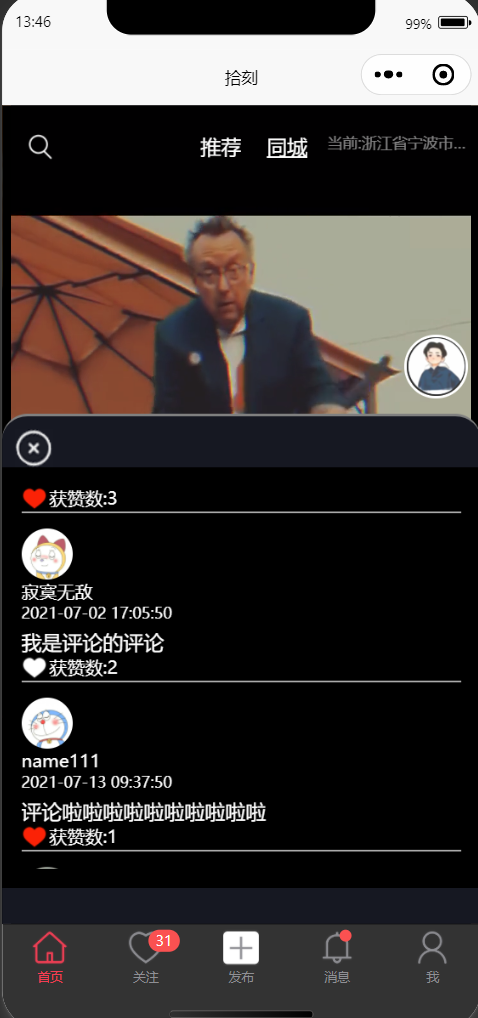 13:46
99%
拾刻
推荐 同城 当前:浙江省宁波市...
获赞数:3
寂寞无敌
2021-07-02 17:05:50
我是评论的评论
获赞数:2
name111
2021-07-13 09:37:50
评论啦啦啦啦啦啦啦啦啦啦
获赞数:1
31
首页 关注 发布 消息 我